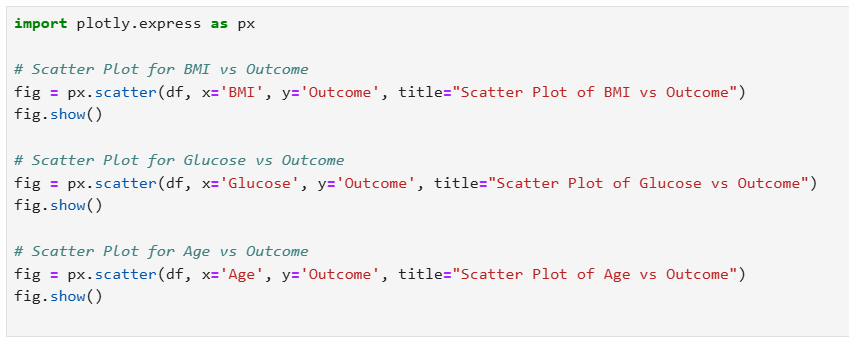 import plotly.express as px
# Scatter Plot for BMI vs Outcome
fig = px.scatter(df, x='BMI', y='Outcome', title="Scatter Plot of BMI vs Outcome")
fig.show()
# Scatter Plot for Glucose vs Outcome
fig = px.scatter(df, x='Glucose', y='Outcome', title="Scatter Plot of Glucose vs Outcome")
fig.show()
# Scatter Plot for Age vs Outcome
fig = px.scatter(df, x='Age', y='Outcome', title="Scatter Plot of Age vs Outcome")
fig.show()